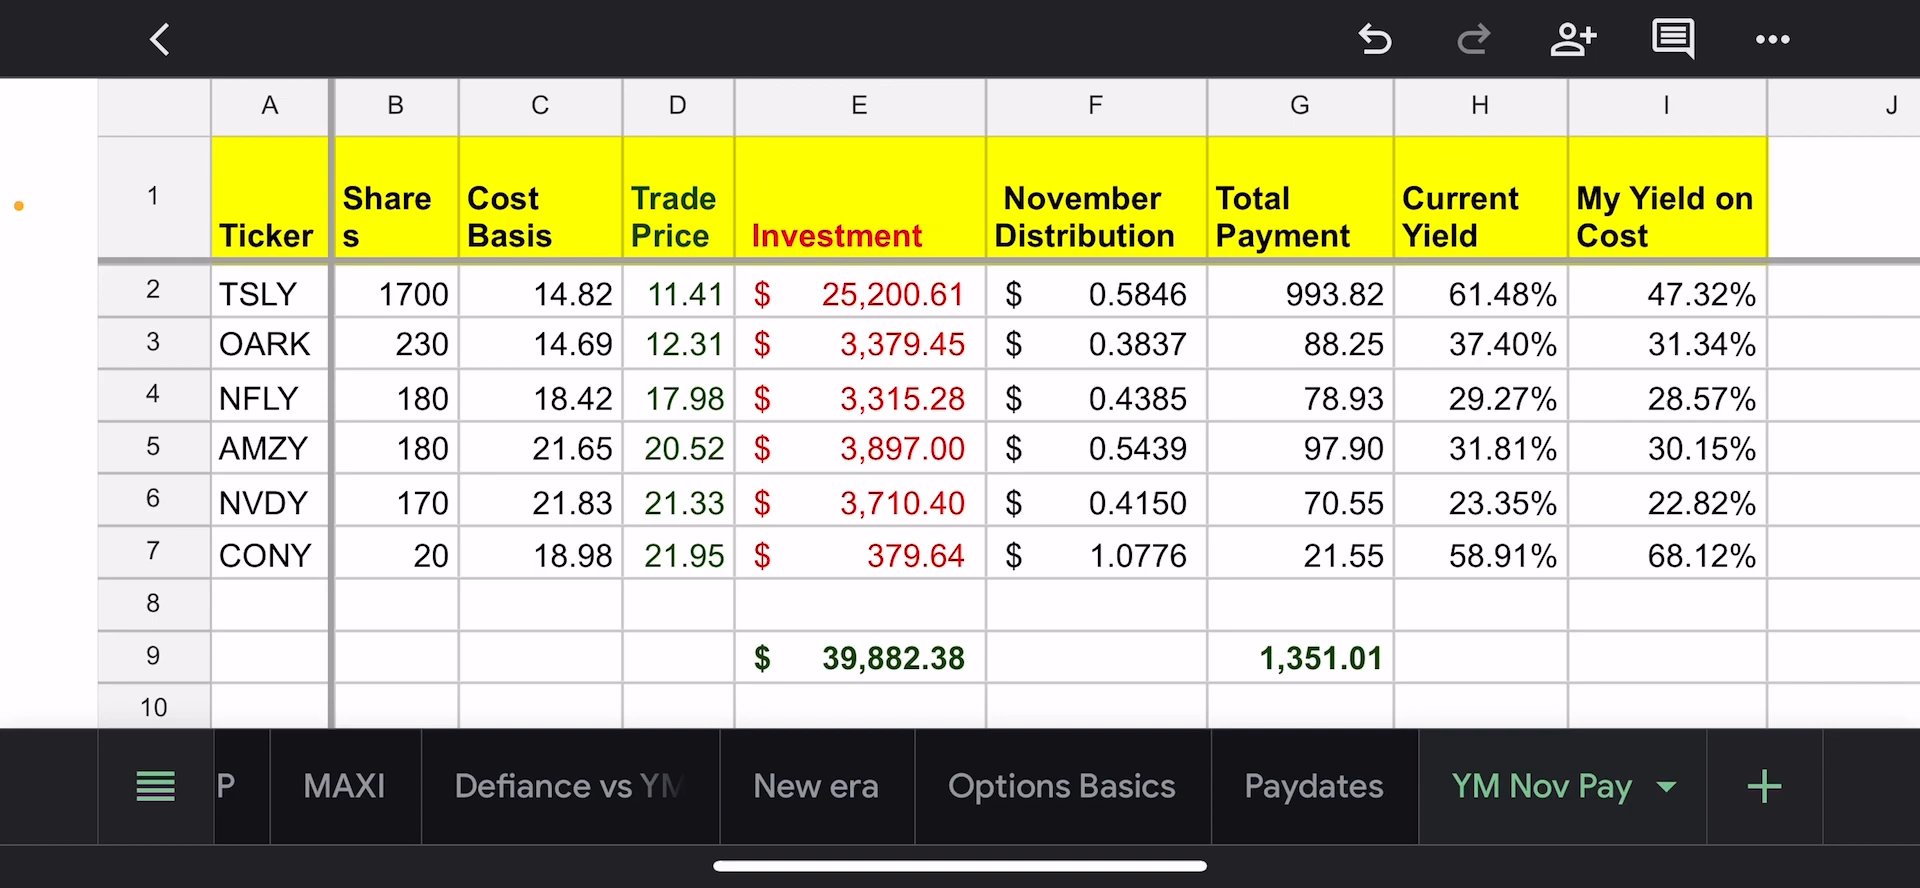 A B C D E F G H I J
1 Ticker Share s Cost Basis Trade Price Investment November Distribution Total Payment Current Yield My Yield on Cost
2 TSLY 1700 14.82 11.41 $ 25,200.61 $ 0.5846 993.82 61.48% 47.32%
3 OARK 230 14.69 12.31 $ 3,379.45 $ 0.3837 88.25 37.40% 31.34%
4 NFLY 180 18.42 17.98 $ 3,315.28 $ 0.4385 78.93 29.27% 28.57%
5 AMZY 180 21.65 20.52 $ 3,897.00 $ 0.5439 97.90 31.81% 30.15%
6 NVDY 170 21.83 21.33 $ 3,710.40 $ 0.4150 70.55 23.35% 22.82%
7 CONY 20 18.98 21.95 $ 379.64 $ 1.0776 21.55 58.91% 68.12%
8
9 $ 39,882.38 1,351.01
10
P MAXI Defiance vs YM New era Options Basics Paydates YM Nov Pay